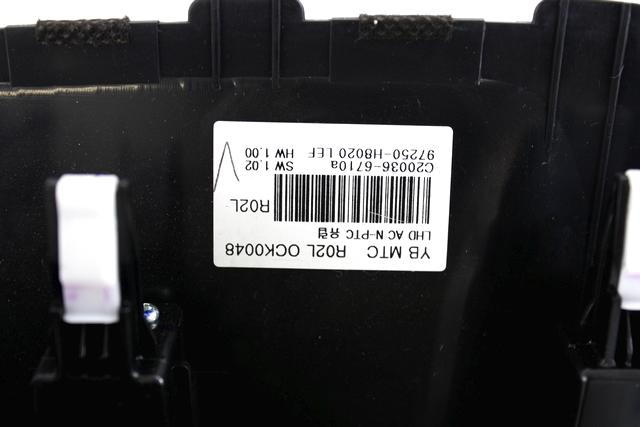 YB MTC R02L OCK0048
LHD AC N-PTC 유럽
R02L
C20036-6710a SW 1.02
97250-H8020 LEF HW 1.00